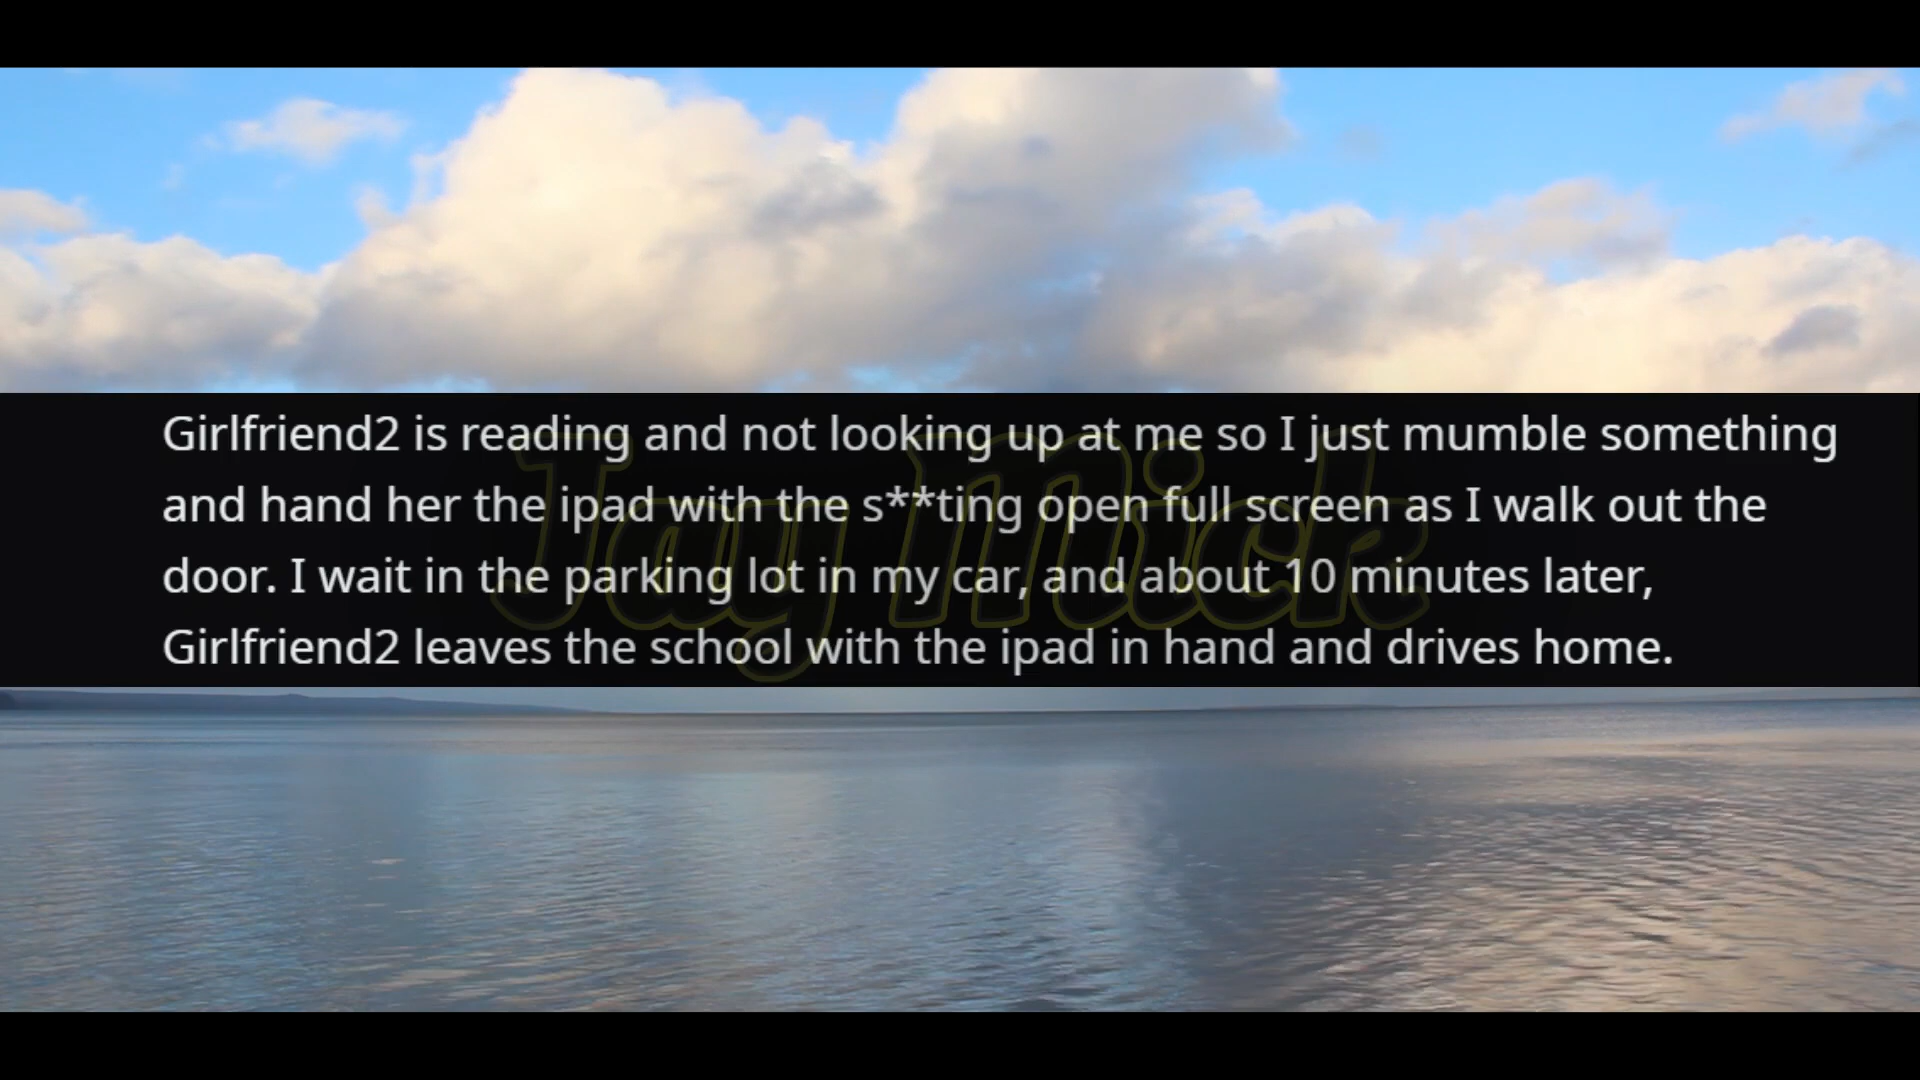 Girlfriend2 is reading and not looking up at me so I just mumble something
and hand her the ipad with the s**ting open full screen as I walk out the
door. I wait in the parking lot in my car, and about 10 minutes later,
Girlfriend2 leaves the school with the ipad in hand and drives home.
Jay Mick